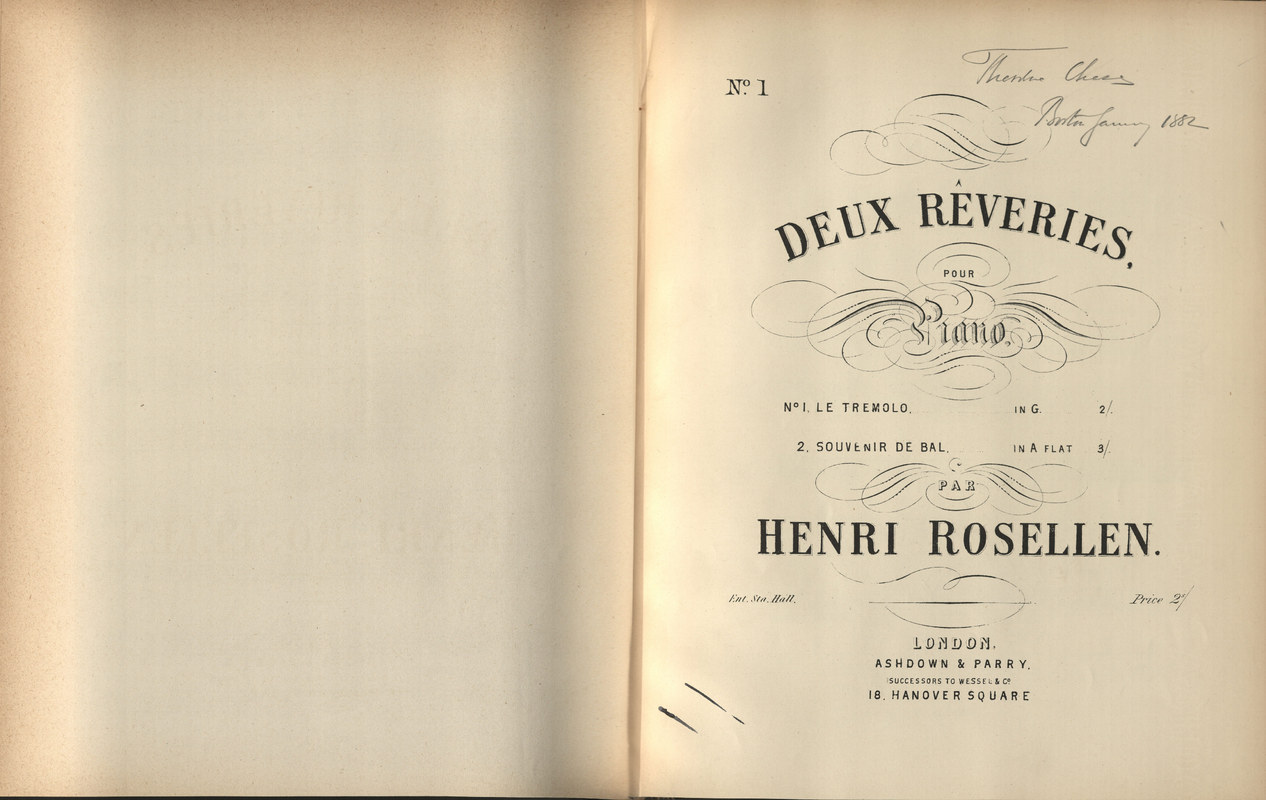 Nº. 1
Theodore Chase
Boston January 1882
DEUX RÊVERIES,
POUR
Piano.
Nº 1. LE TREMOLO, IN G. 2/.
2. SOUVENIR DE BAL, IN A FLAT 3/.
PAR
HENRI ROSELLEN.
Ent. Sta. Hall. Price 2/
LONDON,
ASHDOWN & PARRY,
(SUCCESSORS TO WESSEL & Cº
18, HANOVER SQUARE